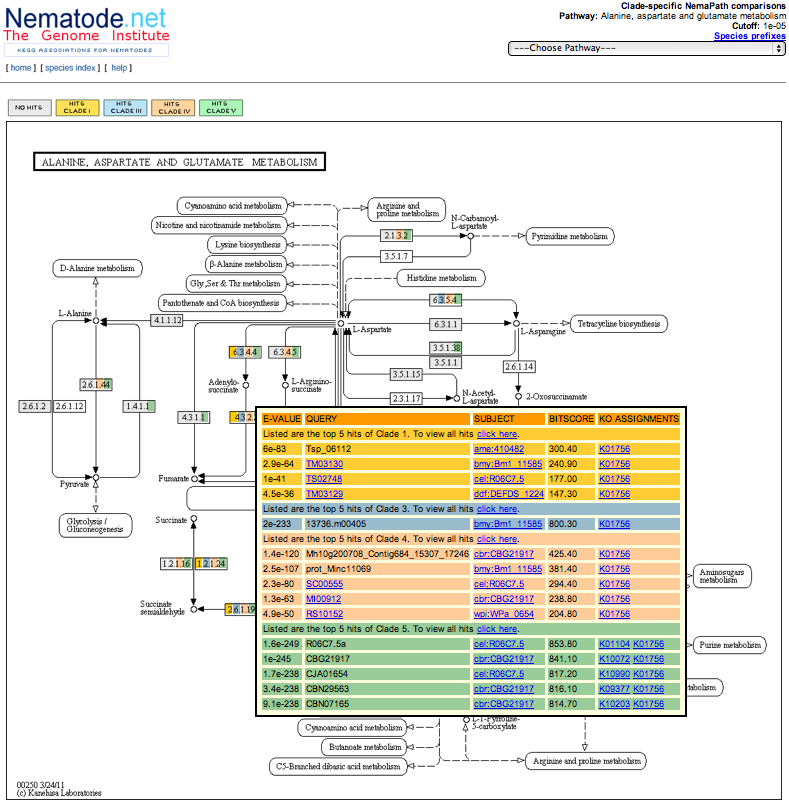 Nematode.net
The Genome Institute
KEGG ASSOCIATIONS FOR NEMATODES
[ home ] [ species index ] [ help ]
Clade-specific NemaPath comparisons
Pathway: Alanine, aspartate and glutamate metabolism
Cutoff: 1e-05
Species prefixes
---Choose Pathway---
NO HITS
HITS CLADE I
HITS CLADE III
HITS CLADE IV
HITS CLADE V
ALANINE, ASPARTATE AND GLUTAMATE METABOLISM
Cyanoamino acid metabolism
Nicotine and nicotinamide metabolism
Lysine biosynthesis
β-Alanine metabolism
Gly, Ser & Thr metabolism
Pantothenate and CoA biosynthesis
Arginine and
proline metabolism
N-Carbamoyl-
L-aspartate
2.1.3.2
Pyrimidine metabolism
3.5.1.7
Histidine metabolism
D-Alanine metabolism
L-Alanine
4.1.1.12
L-Aspartate
6.3.5.4
6.3.1.1
L-Asparagine
Tetracycline biosynthesis
3.5.1.38
3.5.1.1
6.3.4.4
6.3.4.5
2.6.1.14
3.5.1.15
Adenylo-
succinate
L-Arginino-
succinate
N-Acetyl-
L-aspartate
2.3.1.17
2-Oxosuccinamate
2.6.1.44
2.6.1.2
2.6.1.12
1.4.1.1
4.3.1.1
4.3.2
Pyruvate
Fumarate
Glycolysis /
Gluconeogenesis
Succinate
1.2.1.16
1.2.1.24
Succinate
semialdehyde
2.6.1.19
E-VALUE QUERY SUBJECT BITSCORE KO ASSIGNMENTS
Listed are the top 5 hits of Clade 1. To view all hits click here.
6e-83 Tsp_06112 ame:410482 300.40 K01756
2.9e-64 TM03130 bmy:Bm1_11585 240.90 K01756
1e-41 TS02748 cel:R06C7.5 177.00 K01756
4.5e-36 TM03129 ddf:DEFDS_1224 147.30 K01756
Listed are the top 5 hits of Clade 3. To view all hits click here.
2e-233 13736.m00405 bmy:Bm1_11585 800.30 K01756
Listed are the top 5 hits of Clade 4. To view all hits click here.
1.4e-120 Mh10g200708_Contig684_15307_17246 cbr:CBG21917 425.40 K01756
2.5e-107 prot_Minc11069 bmy:Bm1_11585 381.40 K01756
2.3e-80 SC00555 cel:R06C7.5 294.40 K01756
1.3e-63 MI00912 cbr:CBG21917 238.80 K01756
4.9e-50 RS10152 wpi:WPa_0654 204.80 K01756
Listed are the top 5 hits of Clade 5. To view all hits click here.
1.6e-249 R06C7.5a cel:R06C7.5 853.80 K01104 K01756
1e-245 CBG21917 cbr:CBG21917 841.10 K10072 K01756
1.7e-238 CJA01654 cel:R06C7.5 817.20 K10990 K01756
3.4e-238 CBN29563 cbr:CBG21917 816.10 K09377 K01756
9.1e-238 CBN07165 cbr:CBG21917 814.70 K10203 K01756
Aminosugars
metabolism
Purine metabolism
tabolism
L-1-Pyrroline-
5-carboxylate
Cyanoamino acid metabolism
Butanoate metabolism
C5-Branched dibasic acid metabolism
Arginine and proline metabolism
00250 3/24/11
(c) Kanehisa Laboratories